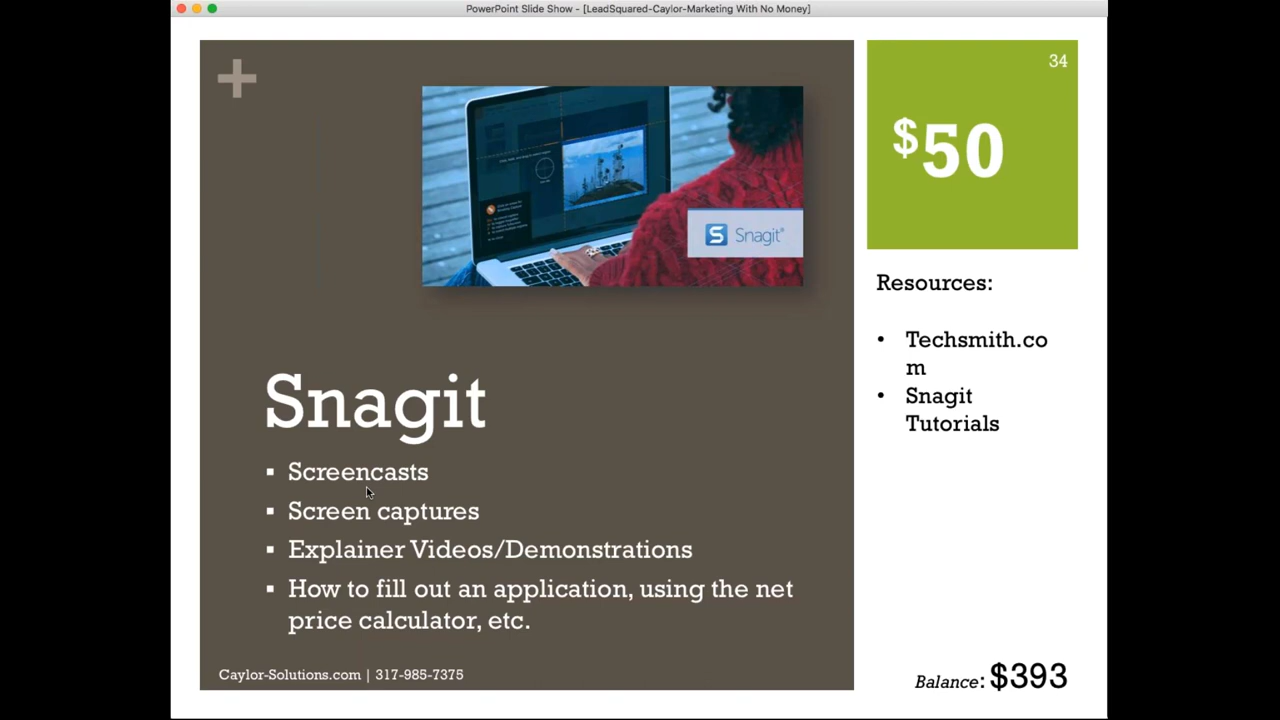 PowerPoint Slide Show - [LeadSquared-Caylor-Marketing With No Money]
34
$50
Snagit®
Resources:
• Techsmith.co
m
• Snagit
Tutorials
Snagit
▪ Screencasts
▪ Screen captures
▪ Explainer Videos/Demonstrations
▪ How to fill out an application, using the net
price calculator, etc.
Caylor-Solutions.com | 317-985-7375
Balance: $393